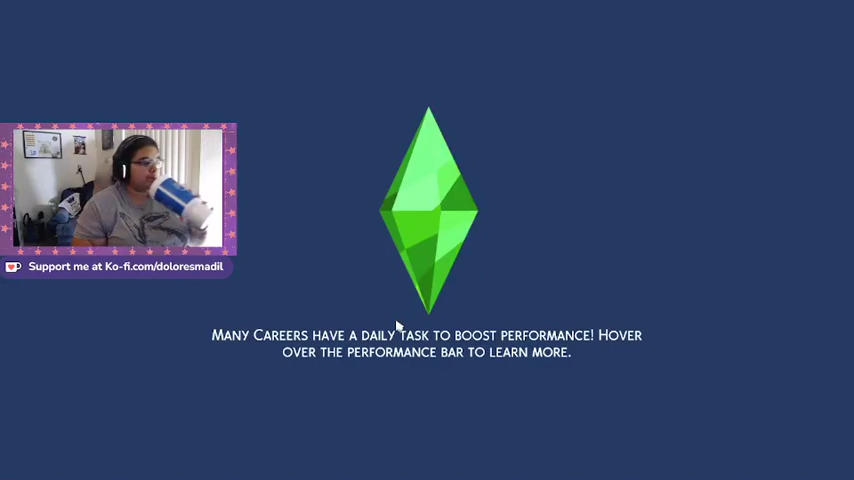 Support me at Ko-fi.com/doloresmadil
Many Careers have a daily task to boost performance! Hover
over the performance bar to learn more.